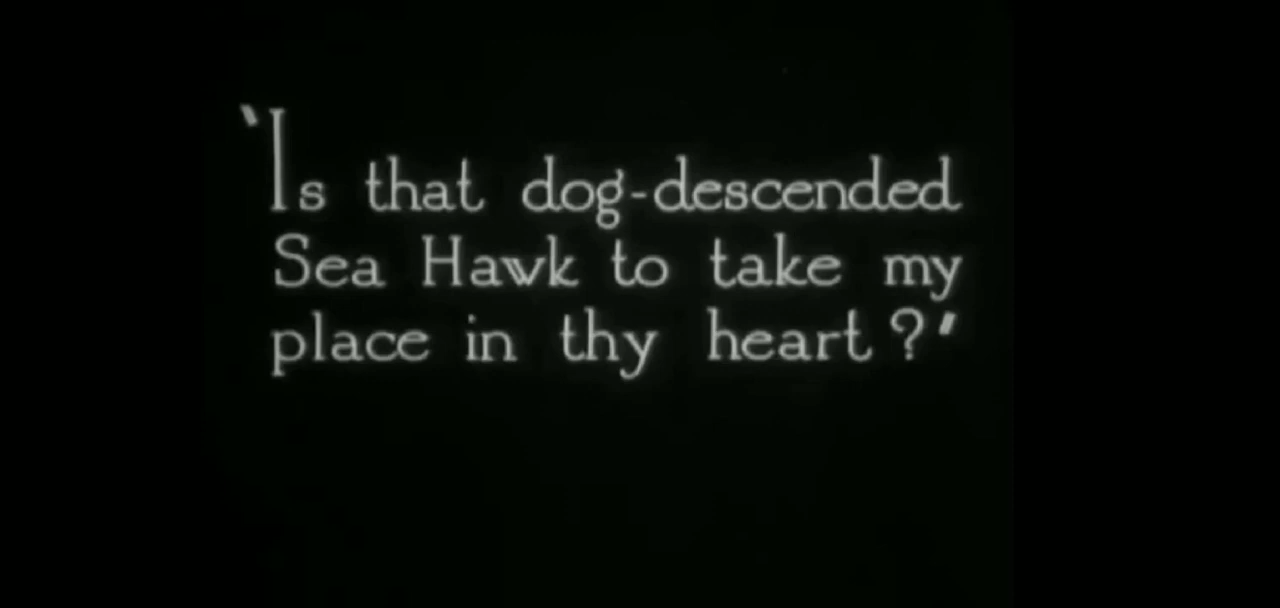 ‛Is that dog-descended
Sea Hawk to take my
place in thy heart?'